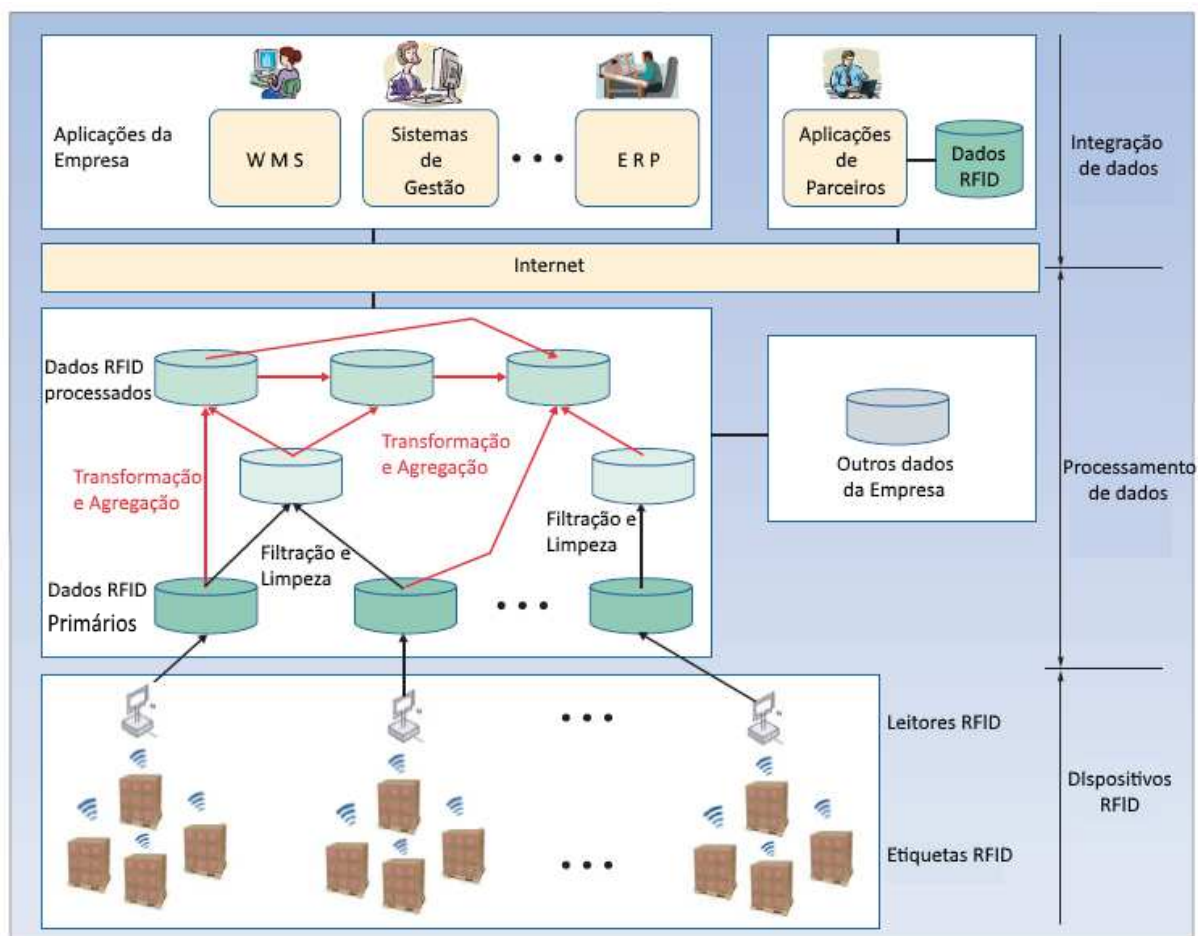 Aplicações da
Empresa
W M S
Sistemas
de
Gestão
• • •
E R P
Aplicações
de
Parceiros
Dados
RFID
Integração
de dados
Internet
Dados RFID
processados
Transformação
e Agregação
Transformação
e Agregação
Filtração e
Limpeza
Filtração e
Limpeza
Dados RFID
Primários
• • •
Outros dados
da Empresa
Processamento
de dados
• • •
Leitores RFID
DIspositivos
RFID
• • •
Etiquetas RFID